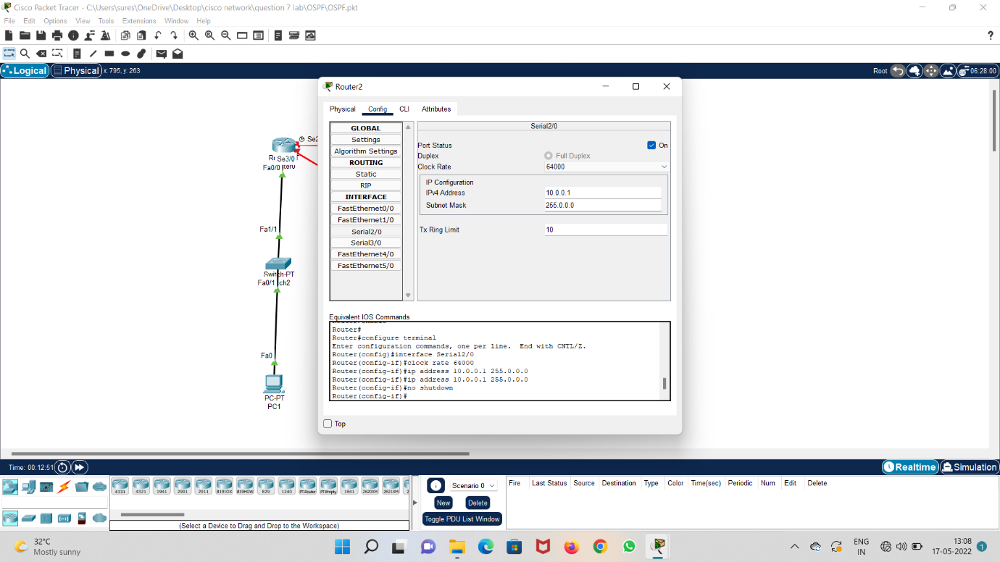 Cisco Packet Tracer - C:\Users\sures\OneDrive\Desktop\cisco network\question 7 lab\OSPF\OSPF.pkt
File Edit Options View Tools Extensions Window Help
?
Logical Physical x: 795, y: 263
Root 06:28:00
Router2
Physical Config CLI Attributes
GLOBAL
Settings
Algorithm Settings
ROUTING
Static
RIP
INTERFACE
FastEthernet0/0
FastEthernet1/0
Serial2/0
Serial3/0
FastEthernet4/0
FastEthernet5/0
Serial2/0
Port Status On
Duplex Full Duplex
Clock Rate 64000
IP Configuration
IPv4 Address 10.0.0.1
Subnet Mask 255.0.0.0
Tx Ring Limit 10
Equivalent IOS Commands
Router#
Router#configure terminal
Enter configuration commands, one per line. End with CNTL/Z.
Router(config)#interface Serial2/0
Router(config-if)#clock rate 64000
Router(config-if)#ip address 10.0.0.1 255.0.0.0
Router(config-if)#ip address 10.0.0.1 255.0.0.0
Router(config-if)#no shutdown
Router(config-if)#
Top
Se3/0
Fa0/0
Fa1/1
Switch-PT
Fa0/1
Fa0
PC-PT
PC1
Time: 00:12:51
Realtime Simulation
4331 4321 1941 2901 2911 819IOX 819HGW 829 1240 PT-Router PT-Empty 1841 2620XM 2621XM
(Select a Device to Drag and Drop to the Workspace)
Scenario 0
New Delete
Toggle PDU List Window
Fire Last Status Source Destination Type Color Time(sec) Periodic Num Edit Delete
32°C
Mostly sunny
ENG
IN
13:08
17-05-2022
1